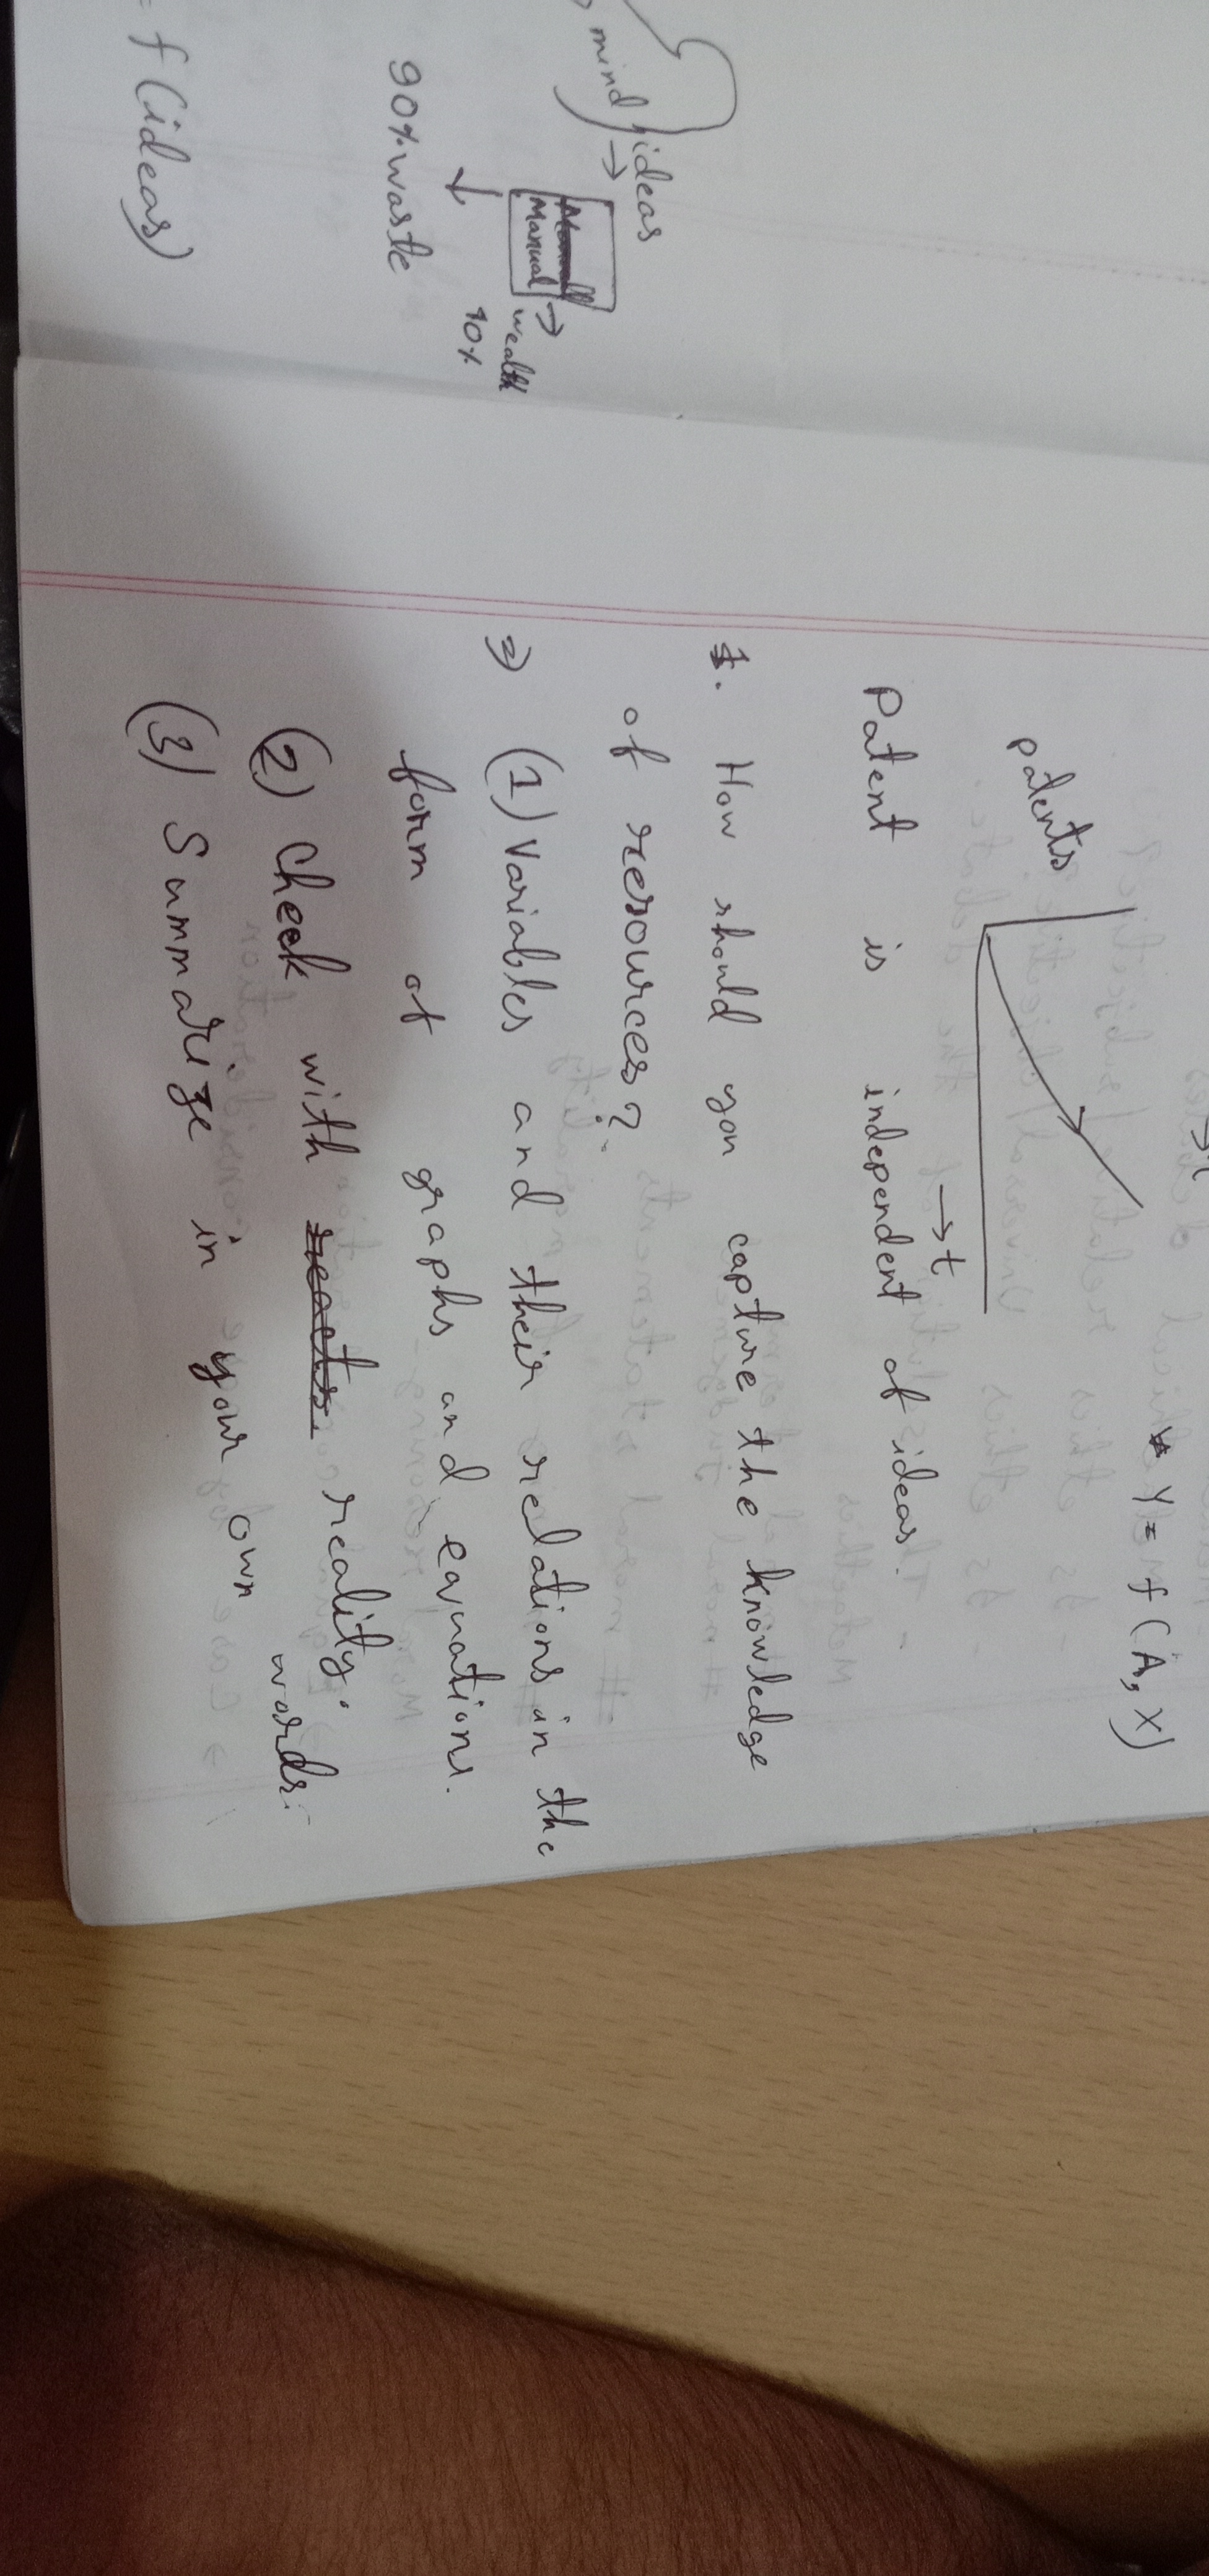 Y = f(A, X)
patents
→ t
Patent is independent of ideas.
1. How should you capture the knowledge
of resources?
⇒ (1) Variables and their relations in the
form of graphs and equations.
(2) Check with reality.
(3) Summarize in your own words.
mind
ideas
→
Manual
→
wealth
10%
↓
90% waste
= f(ideas)